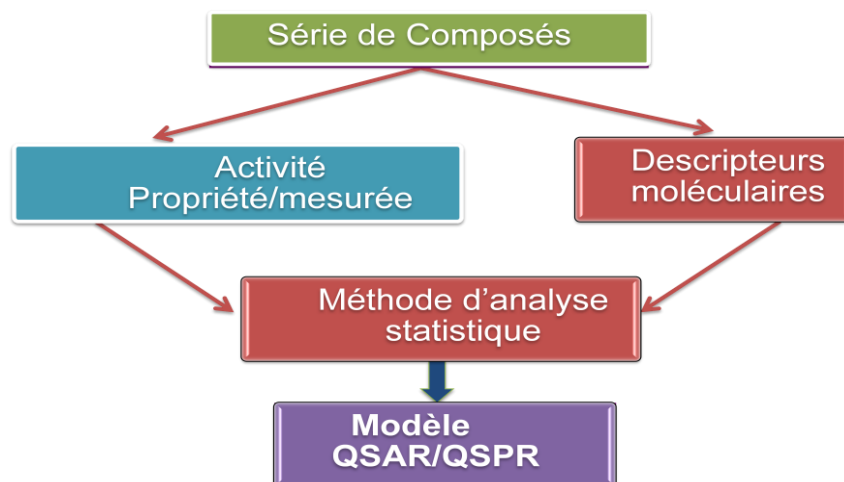 Série de Composés
Activité
Propriété/mesurée
Descripteurs
moléculaires
Méthode d’analyse
statistique
Modèle
QSAR/QSPR